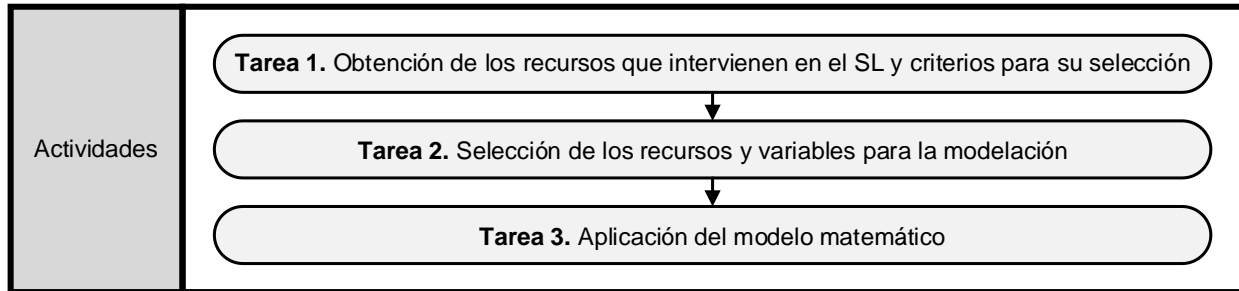 Actividades
Tarea 1. Obtención de los recursos que intervienen en el SL y criterios para su selección
Tarea 2. Selección de los recursos y variables para la modelación
Tarea 3. Aplicación del modelo matemático